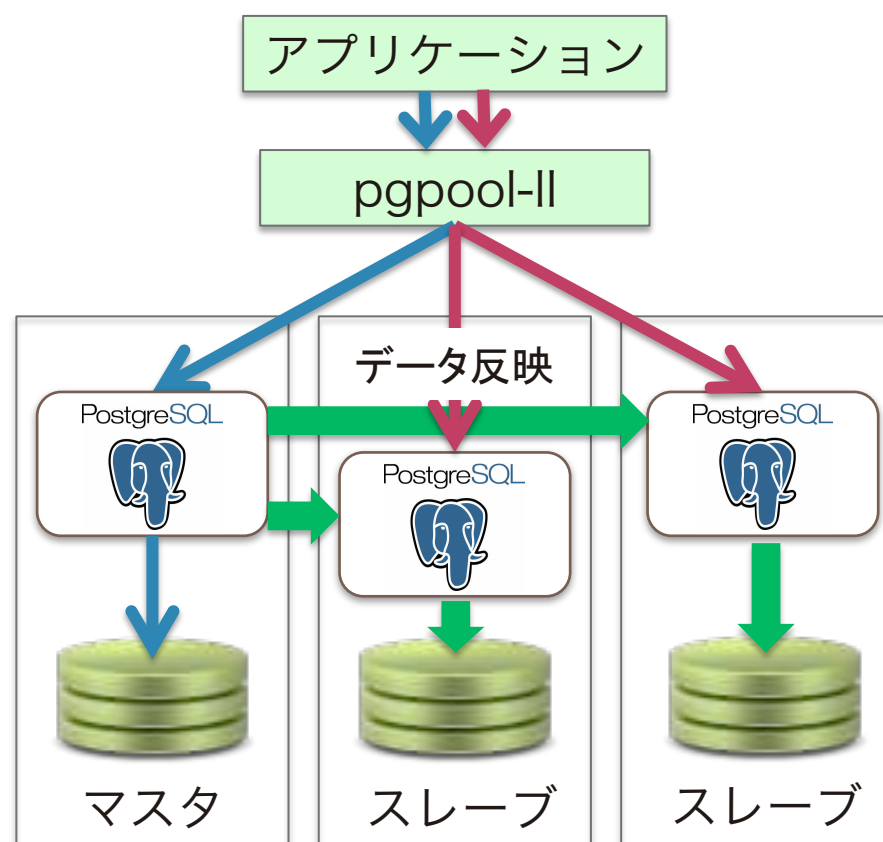 アプリケーション
pgpool-II
データ反映
PostgreSQL
PostgreSQL
PostgreSQL
マスタ
スレーブ
スレーブ